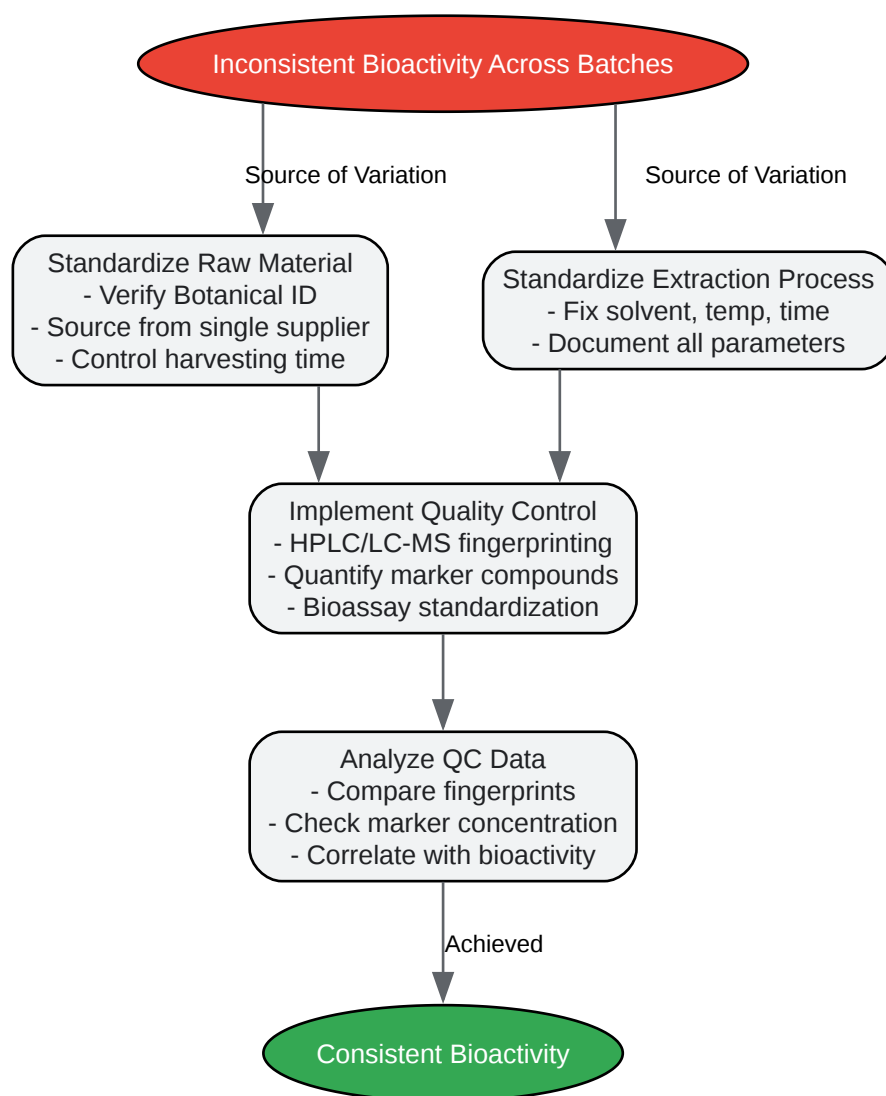 Inconsistent Bioactivity Across Batches
Source of Variation
Source of Variation
Standardize Raw Material
- Verify Botanical ID
- Source from single supplier
- Control harvesting time
Standardize Extraction Process
- Fix solvent, temp, time
- Document all parameters
Implement Quality Control
- HPLC/LC-MS fingerprinting
- Quantify marker compounds
- Bioassay standardization
Analyze QC Data
- Compare fingerprints
- Check marker concentration
- Correlate with bioactivity
Achieved
Consistent Bioactivity